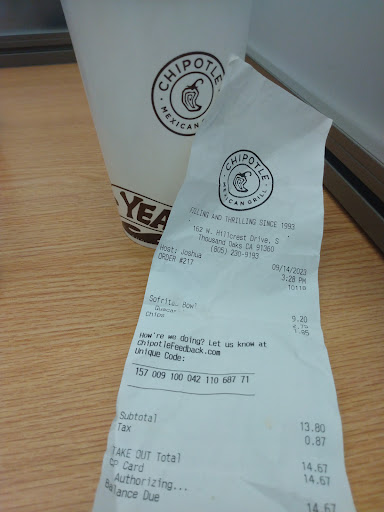 CHIPOTLE
MEXICAN GRILL
YEA
CHIPOTLE
MEXICAN GRILL
FILLING AND THRILLING SINCE 1993
162 W. Hillcrest Drive, S
Thousand Oaks CA 91360
(805) 230-9193
Host: Joshua 09/14/2023
ORDER #217 3:28 PM
10118
Sofritas Bowl 9.20
Chips
How're we doing? Let us know at
ChipotleFeedback.com
Unique Code:
157 009 100 042 110 687 71
Subtotal 13.80
Tax 0.87
TAKE OUT Total 14.67
CP Card 14.67
Authorizing...
Balance Due 14.67